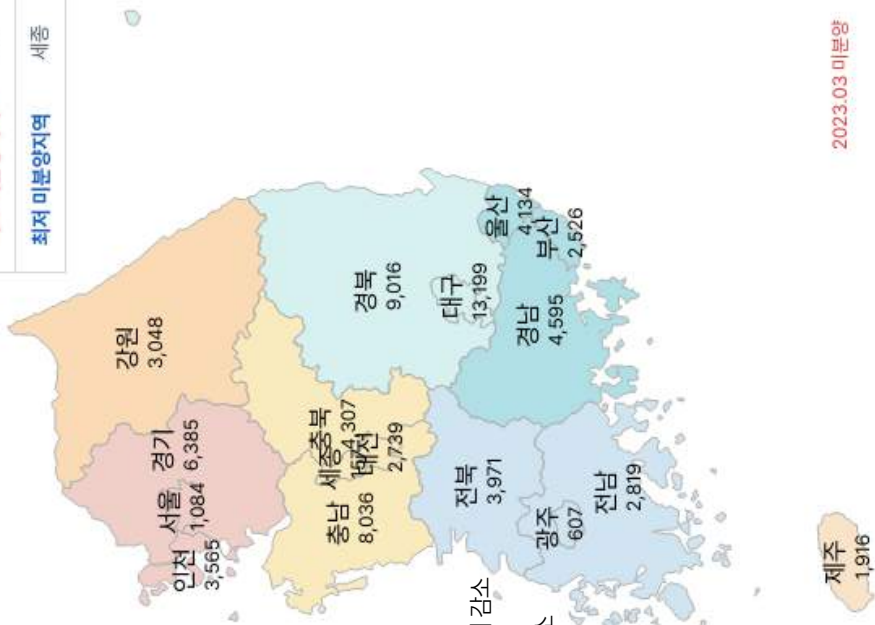 최저 미분양지역 세종
강원
3,048
경기
6,385
서울
1,084
인천
3,565
충북
4,307
세종
대전
2,739
충남
8,036
경북
9,016
대구
13,199
울산
4,134
부산
2,526
경남
4,595
전북
3,971
광주
607
전남
2,819
제주
1,916
감소
2023.03 미분양